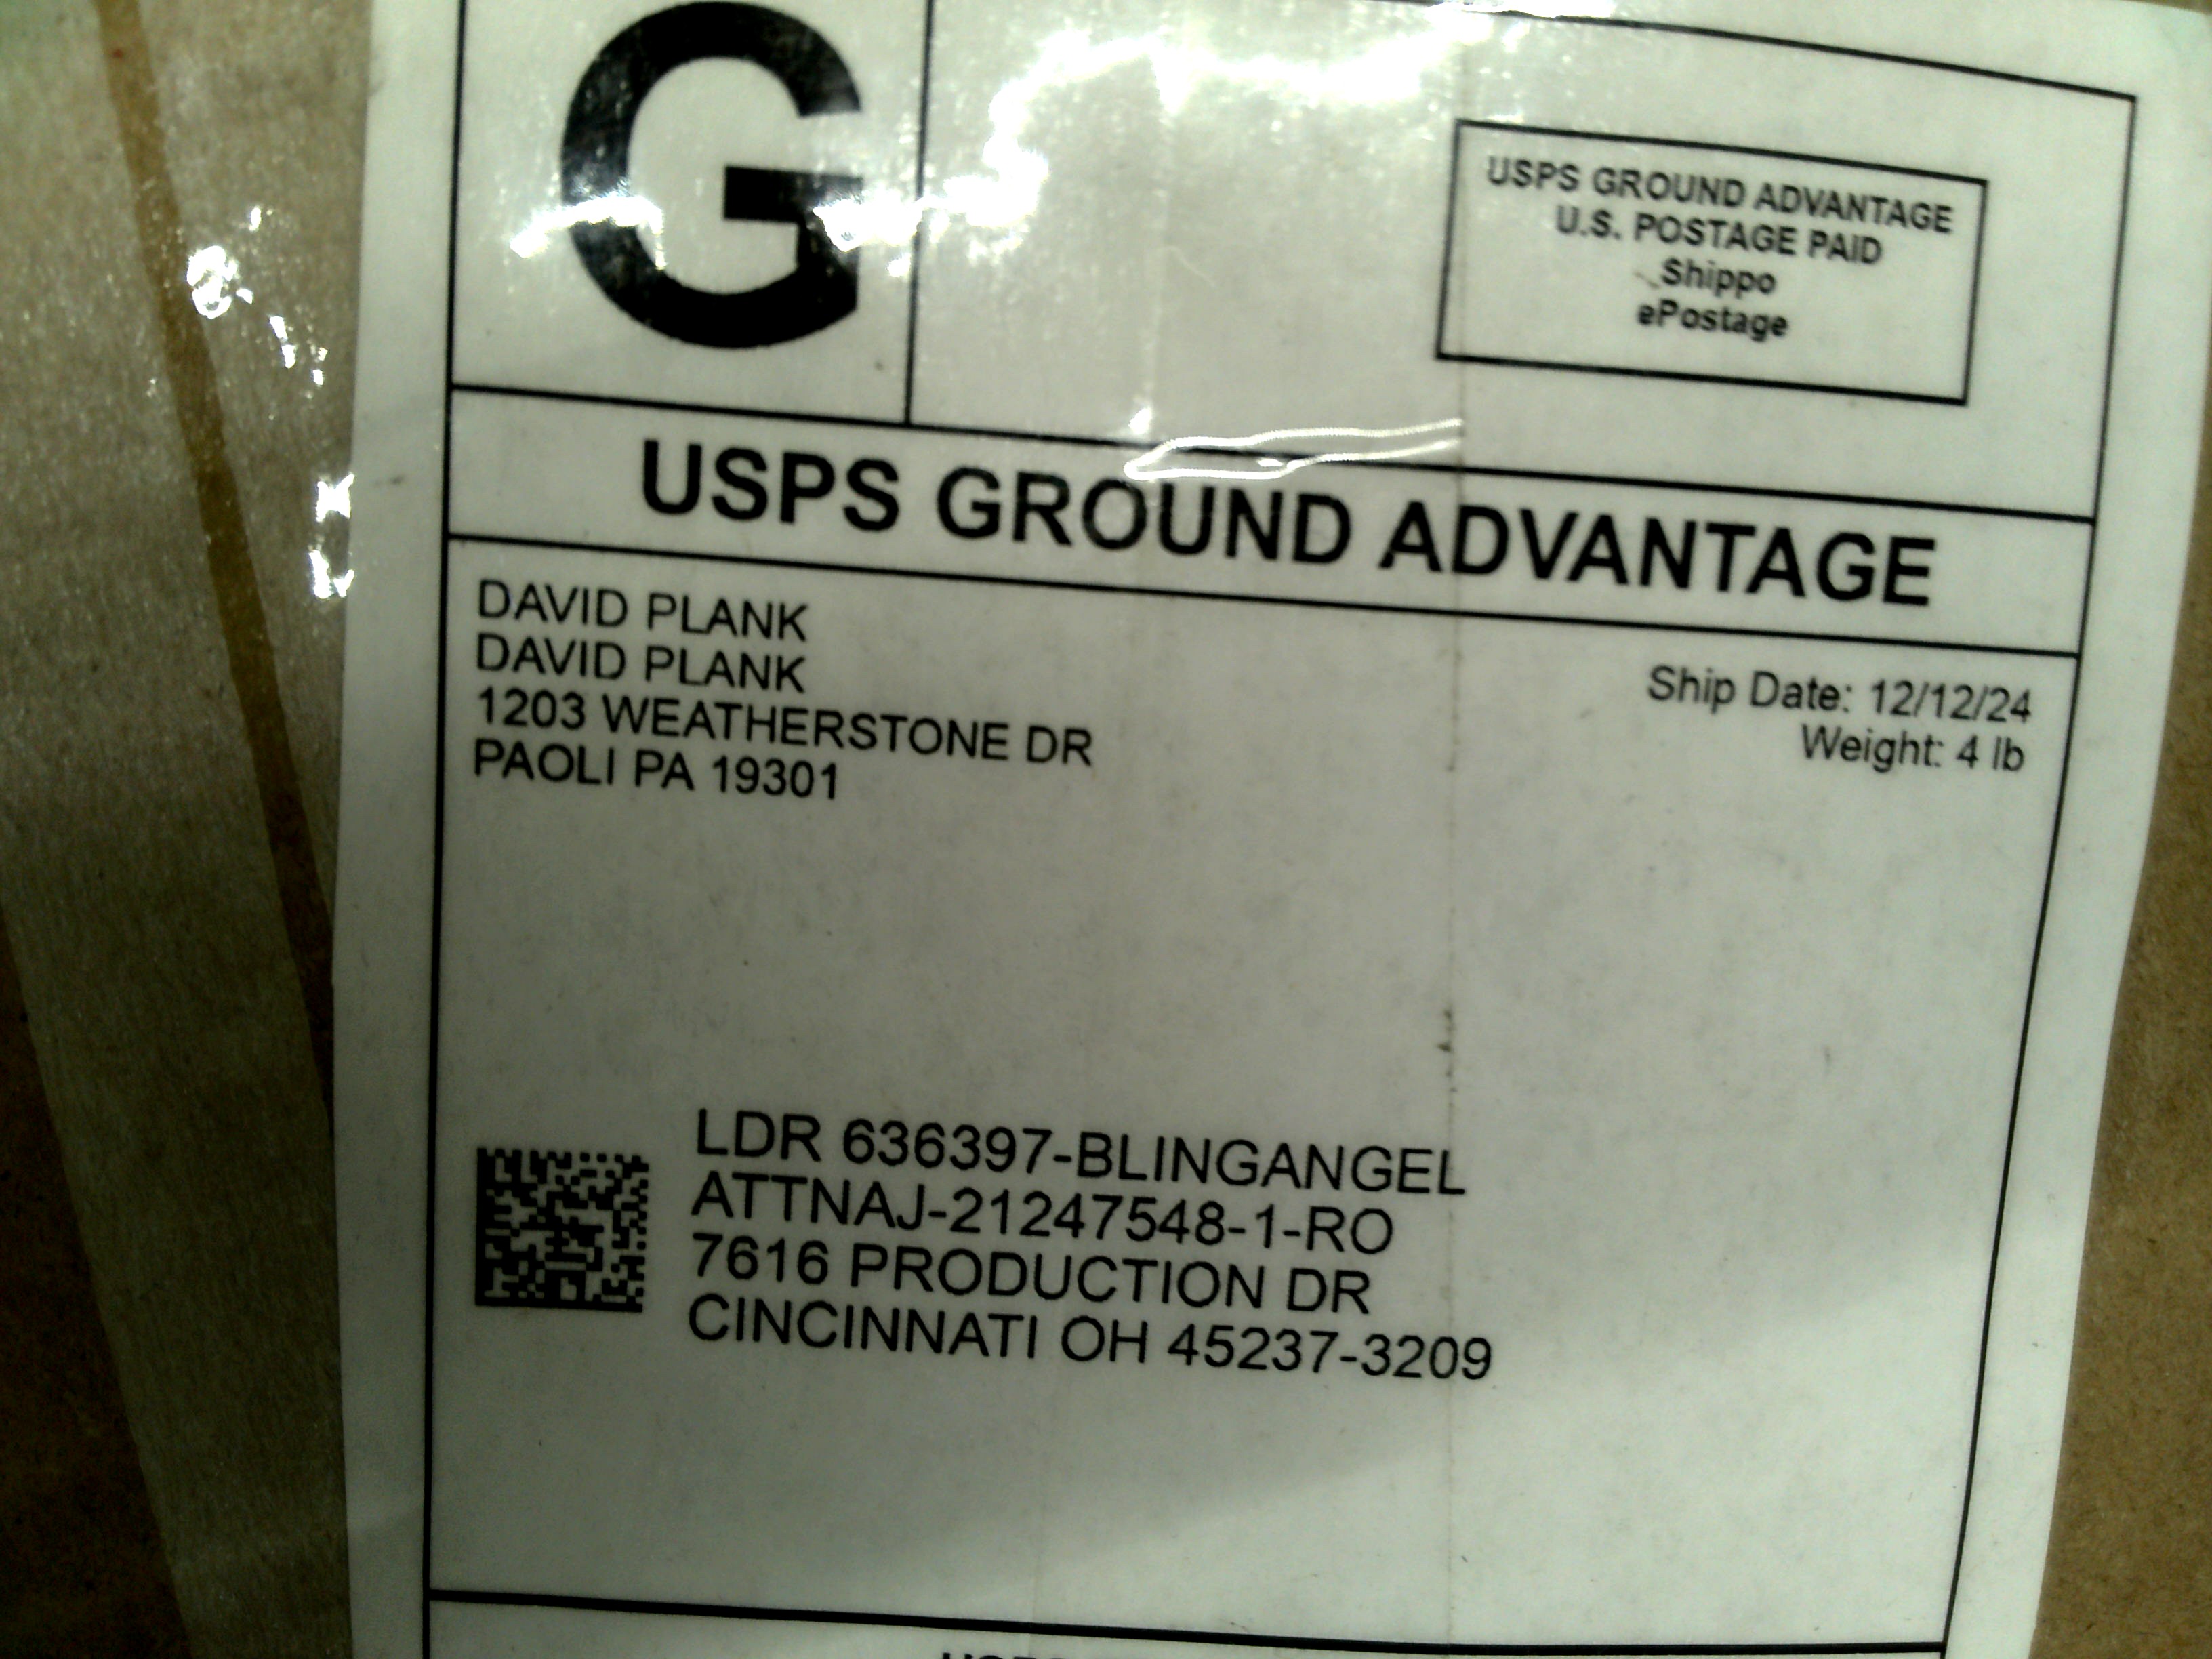 G
USPS GROUND ADVANTAGE
U.S. POSTAGE PAID
Shippo
ePostage
USPS GROUND ADVANTAGE
DAVID PLANK
DAVID PLANK
1203 WEATHERSTONE DR
PAOLI PA 19301
Ship Date: 12/12/24
Weight: 4 lb
LDR 636397-BLINGANGEL
ATTNAJ-21247548-1-RO
7616 PRODUCTION DR
CINCINNATI OH 45237-3209